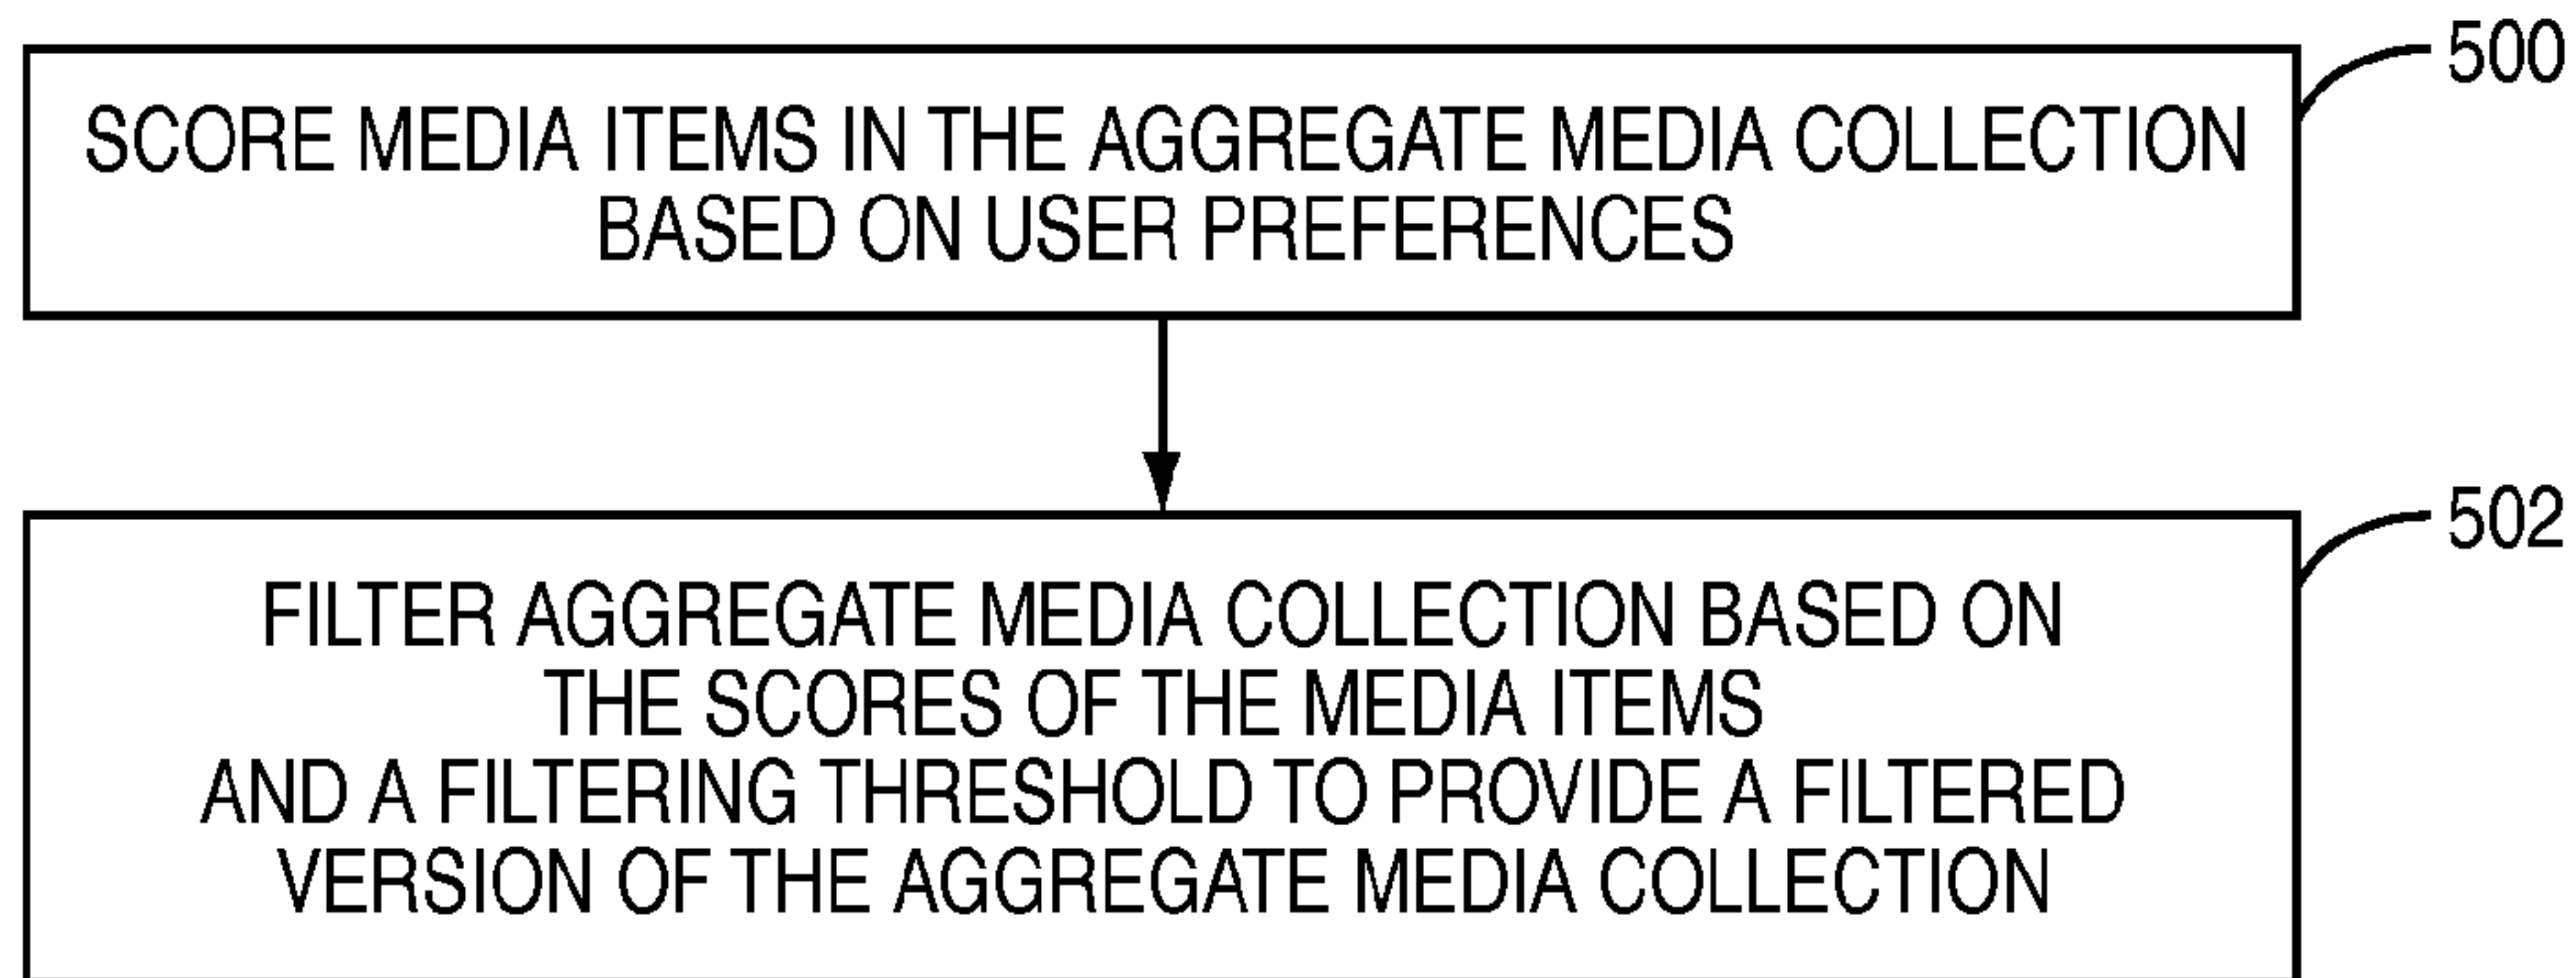 500
SCORE MEDIA ITEMS IN THE AGGREGATE MEDIA COLLECTION
BASED ON USER PREFERENCES
502
FILTER AGGREGATE MEDIA COLLECTION BASED ON
THE SCORES OF THE MEDIA ITEMS
AND A FILTERING THRESHOLD TO PROVIDE A FILTERED
VERSION OF THE AGGREGATE MEDIA COLLECTION